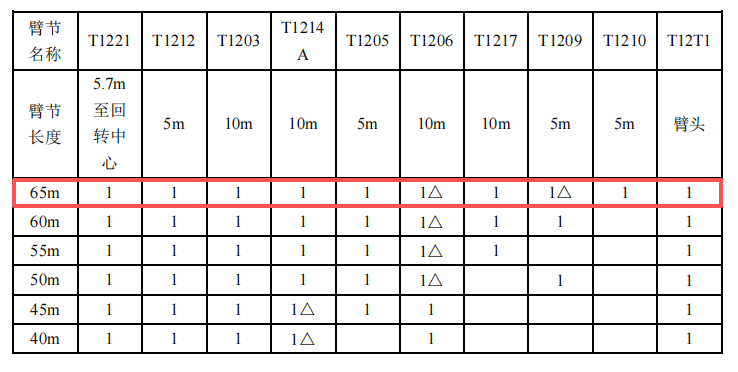 臂节名称 T1221 T1212 T1203 T1214A T1205 T1206 T1217 T1209 T1210 T12T1
臂节长度 5.7m至回转中心 5m 10m 10m 5m 10m 10m 5m 5m 臂头
65m 1 1 1 1 1 1△ 1 1△ 1 1
60m 1 1 1 1 1 1△ 1 1 1
55m 1 1 1 1 1 1△ 1 1
50m 1 1 1 1 1 1△ 1 1
45m 1 1 1 1△ 1 1 1
40m 1 1 1 1△ 1 1